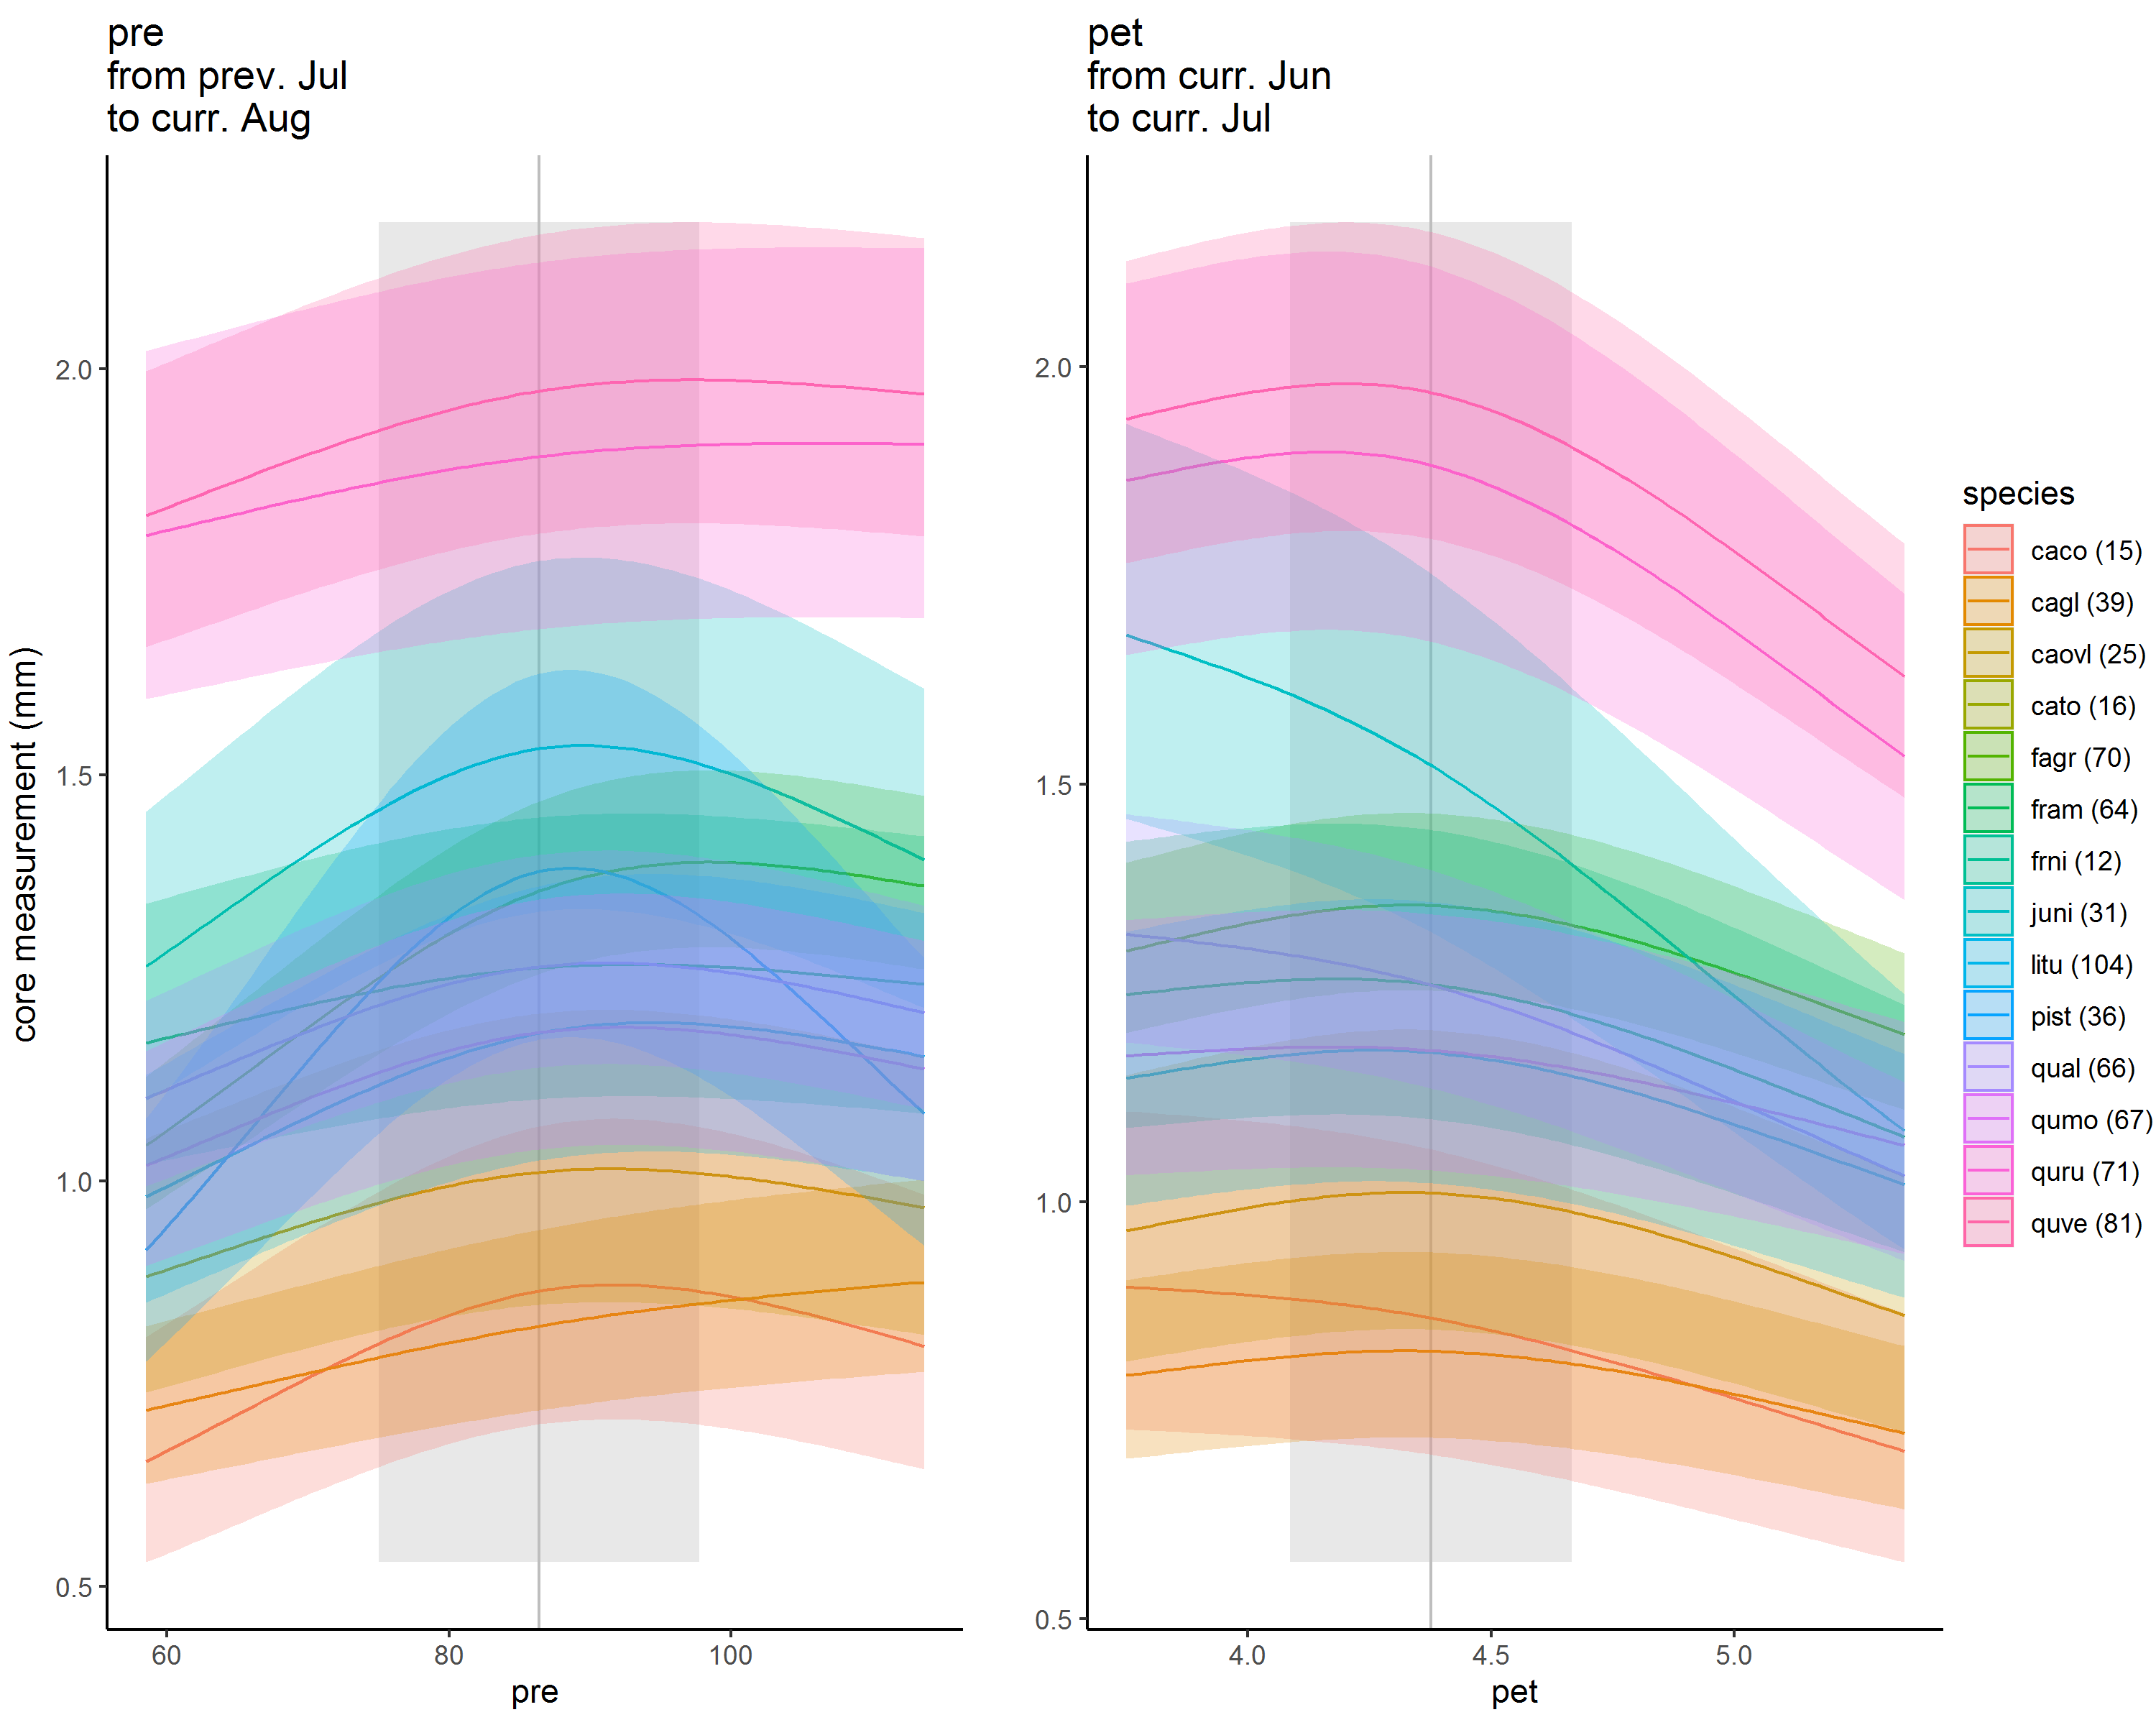 pre
from prev. Jul
to curr. Aug
pet
from curr. Jun
to curr. Jul
core measurement (mm)
2.0
1.5
1.0
0.5
60
80
100
pre
2.0
1.5
1.0
0.5
4.0
4.5
5.0
pet
species
caco (15)
cagl (39)
caovl (25)
cato (16)
fagr (70)
fram (64)
frni (12)
juni (31)
litu (104)
pist (36)
qual (66)
qumo (67)
quru (71)
quve (81)